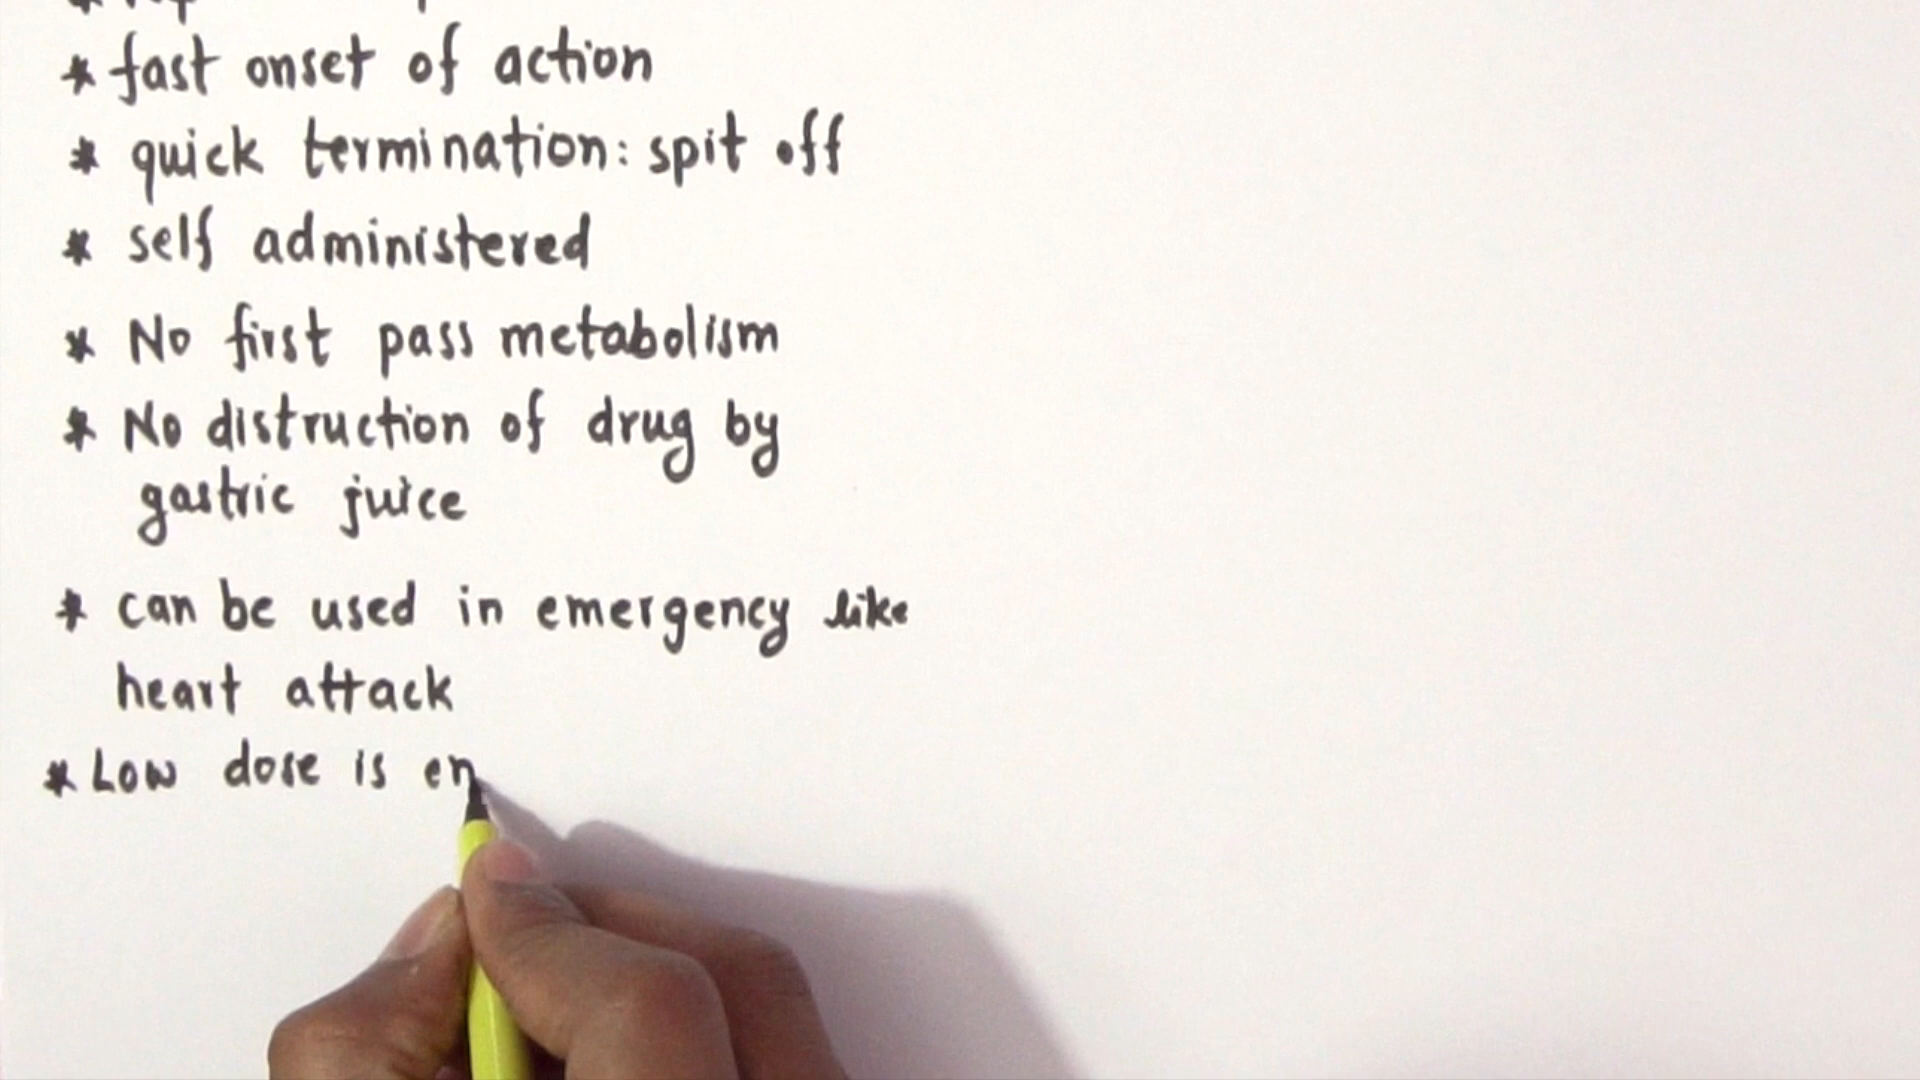 * fast onset of action
* quick termination: spit off
* self administered
* No first pass metabolism
* No distruction of drug by
gastric juice
* can be used in emergency like
heart attack
* Low dose is en